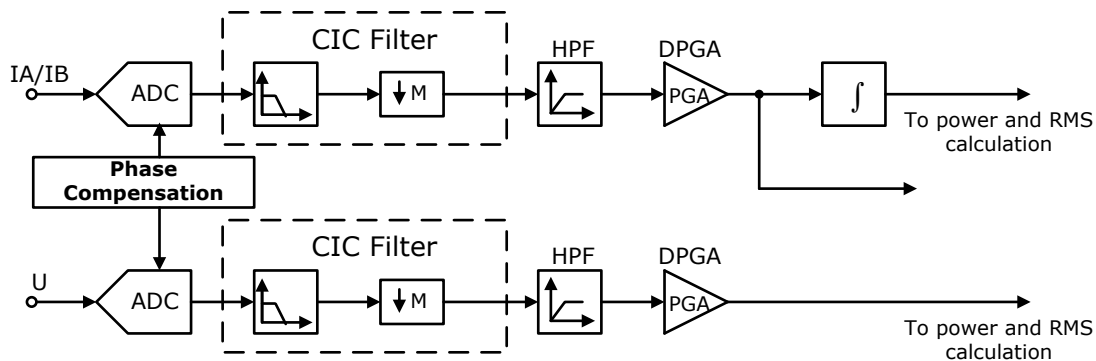 CIC Filter
HPF
DPGA
IA/IB
ADC
M
PGA
∫
To power and RMS
calculation
Phase
Compensation
CIC Filter
HPF
DPGA
U
ADC
M
PGA
To power and RMS
calculation